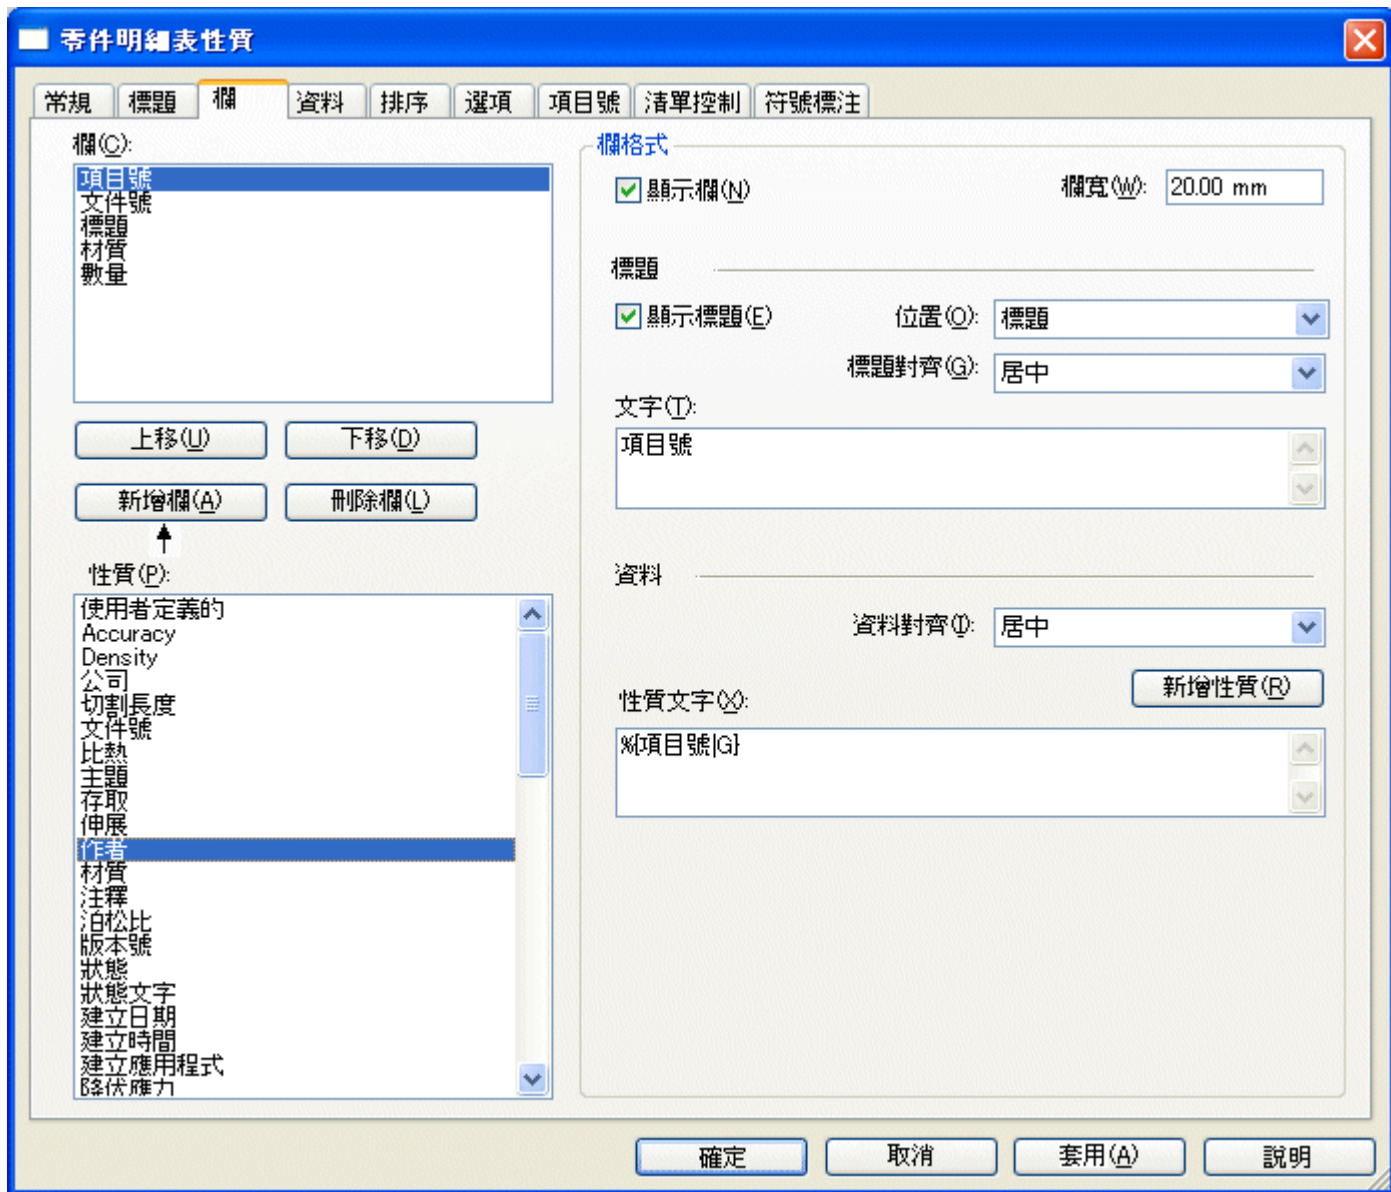 零件明細表性質
常規 標題 欄 資料 排序 選項 項目號 清單控制 符號標注
欄(C):
項目號
文件號
標題
材質
數量
上移(U) 下移(D)
新增欄(A) 刪除欄(L)
性質(P):
使用者定義的
Accuracy
Density
公司
切割長度
文件號
比熱
主題
存取
伸展
作者
材質
注釋
泊松比
版本號
狀態
狀態文字
建立日期
建立時間
建立應用程式
降伏應力
欄格式
顯示欄(N) 欄寬(W): 20.00 mm
標題
顯示標題(E) 位置(O): 標題
標題對齊(G): 居中
文字(T):
項目號
資料
資料對齊(I): 居中
新增性質(R)
性質文字(X):
%{項目號|G}
確定 取消 套用(A) 說明